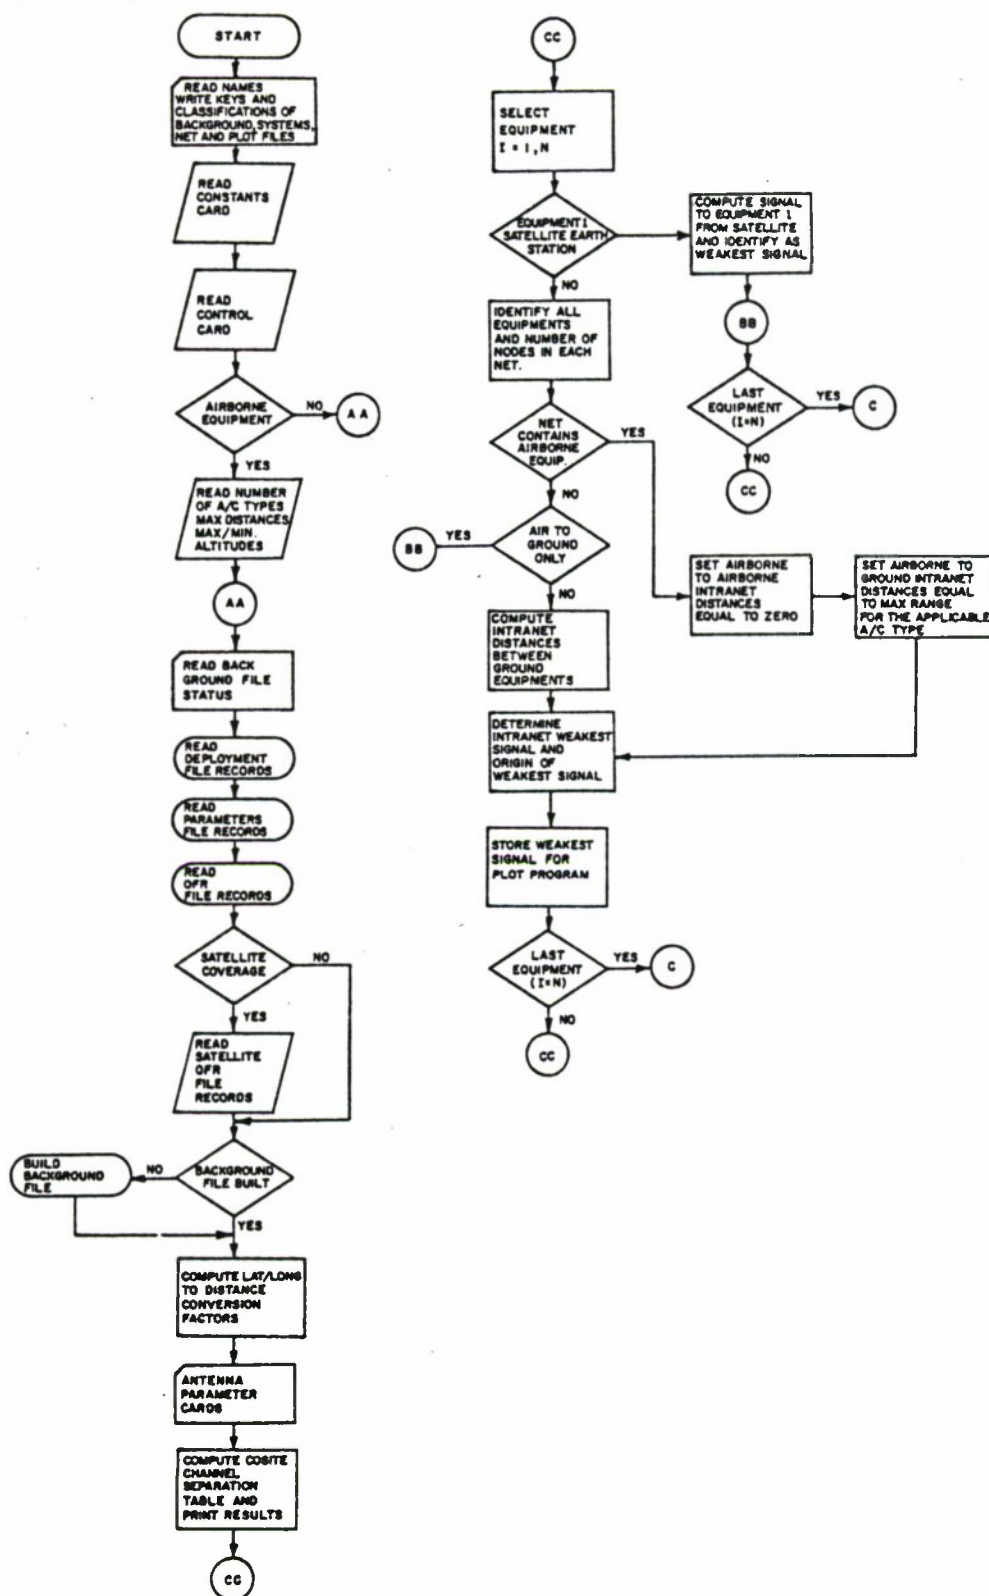 START
READ NAMES
WRITE KEYS AND
CLASSIFICATIONS OF
BACKGROUND, SYSTEMS,
NET AND PLOT FILES
READ
CONSTANTS
CARD
READ
CONTROL
CARD
AIRBORNE
EQUIPMENT
NO
AA
YES
READ NUMBER
OF A/C TYPES
MAX DISTANCES
MAX/MIN.
ALTITUDES
AA
READ BACK
GROUND FILE
STATUS
READ
DEPLOYMENT
FILE RECORDS
READ
PARAMETERS
FILE RECORDS
READ
OFR
FILE RECORDS
SATELLITE
COVERAGE
NO
YES
READ
SATELLITE
OFR
FILE
RECORDS
BACKGROUND
FILE BUILT
NO
BUILD
BACKGROUND
FILE
YES
COMPUTE LAT/LONG
TO DISTANCE
CONVERSION
FACTORS
ANTENNA
PARAMETER
CARDS
COMPUTE COSITE
CHANNEL
SEPARATION
TABLE AND
PRINT RESULTS
CC
CC
SELECT
EQUIPMENT
I = 1, N
EQUIPMENT I
SATELLITE EARTH
STATION
COMPUTE SIGNAL
TO EQUIPMENT I
FROM SATELLITE
AND IDENTIFY AS
WEAKEST SIGNAL
BB
LAST
EQUIPMENT
(I=N)
YES
C
NO
CC
NO
IDENTIFY ALL
EQUIPMENTS
AND NUMBER OF
NODES IN EACH
NET.
NET
CONTAINS
AIRBORNE
EQUIP.
YES
NO
AIR TO
GROUND
ONLY
YES
BB
NO
SET AIRBORNE
TO AIRBORNE
INTRANET
DISTANCES
EQUAL TO ZERO
SET AIRBORNE TO
GROUND INTRANET
DISTANCES EQUAL
TO MAX RANGE
FOR THE APPLICABLE
A/C TYPE
COMPUTE
INTRANET
DISTANCES
BETWEEN
GROUND
EQUIPMENTS
DETERMINE
INTRANET WEAKEST
SIGNAL AND
ORIGIN OF
WEAKEST SIGNAL
STORE WEAKEST
SIGNAL FOR
PLOT PROGRAM
LAST
EQUIPMENT
(I=N)
YES
C
NO
CC